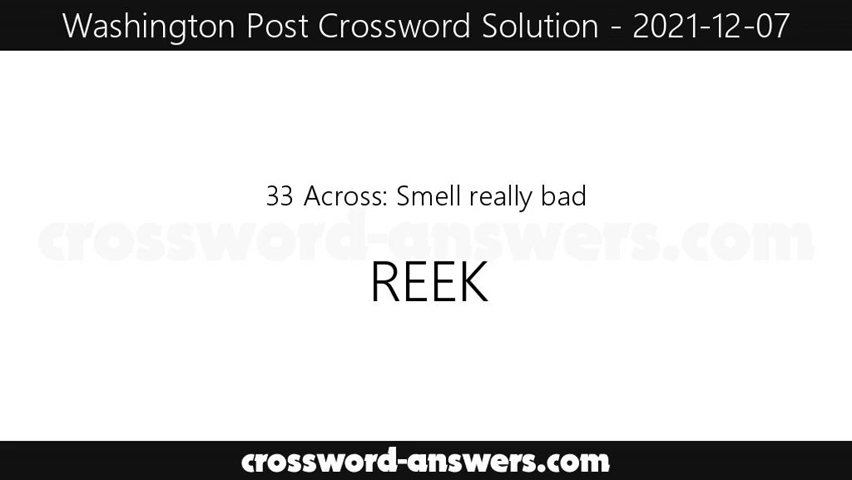 Washington Post Crossword Solution - 2021-12-07
33 Across: Smell really bad
crossword-answers.com
REEK
crossword-answers.com